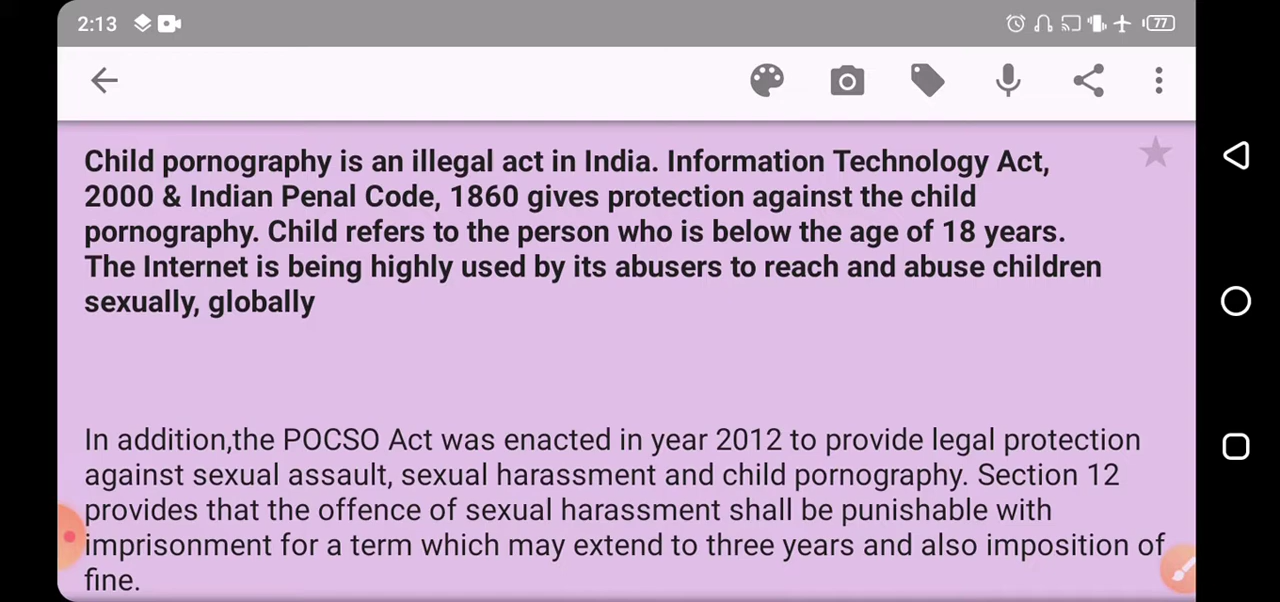 2:13
77
Child pornography is an illegal act in India. Information Technology Act,
2000 & Indian Penal Code, 1860 gives protection against the child
pornography. Child refers to the person who is below the age of 18 years.
The Internet is being highly used by its abusers to reach and abuse children
sexually, globally
In addition,the POCSO Act was enacted in year 2012 to provide legal protection
against sexual assault, sexual harassment and child pornography. Section 12
provides that the offence of sexual harassment shall be punishable with
imprisonment for a term which may extend to three years and also imposition of
fine.